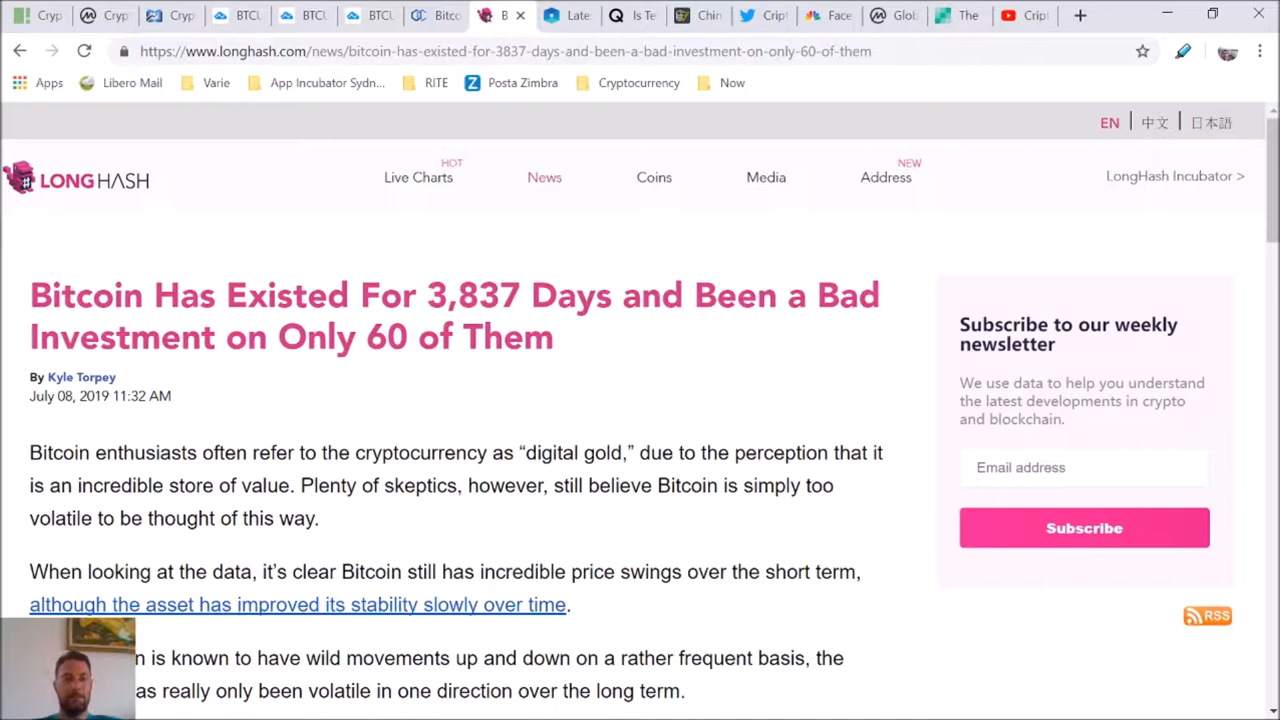 Cryp
Cryp
Cryp
BTCU
BTCU
BTCU
Bitco
B
Late
Is Te
Chin
Cript
Face
Glob
The
Cript
https://www.longhash.com/news/bitcoin-has-existed-for-3837-days-and-been-a-bad-investment-on-only-60-of-them
Apps Libero Mail Varie App Incubator Sydn... RITE Posta Zimbra Cryptocurrency Now
EN | 中文 | 日本語
HOT NEW
LONGHASH Live Charts News Coins Media Address LongHash Incubator >
Bitcoin Has Existed For 3,837 Days and Been a Bad
Investment on Only 60 of Them
By Kyle Torpey
July 08, 2019 11:32 AM
Bitcoin enthusiasts often refer to the cryptocurrency as “digital gold,” due to the perception that it
is an incredible store of value. Plenty of skeptics, however, still believe Bitcoin is simply too
volatile to be thought of this way.
When looking at the data, it’s clear Bitcoin still has incredible price swings over the short term,
although the asset has improved its stability slowly over time.
n is known to have wild movements up and down on a rather frequent basis, the
as really only been volatile in one direction over the long term.
Subscribe to our weekly
newsletter
We use data to help you understand
the latest developments in crypto
and blockchain.
Email address
Subscribe
RSS